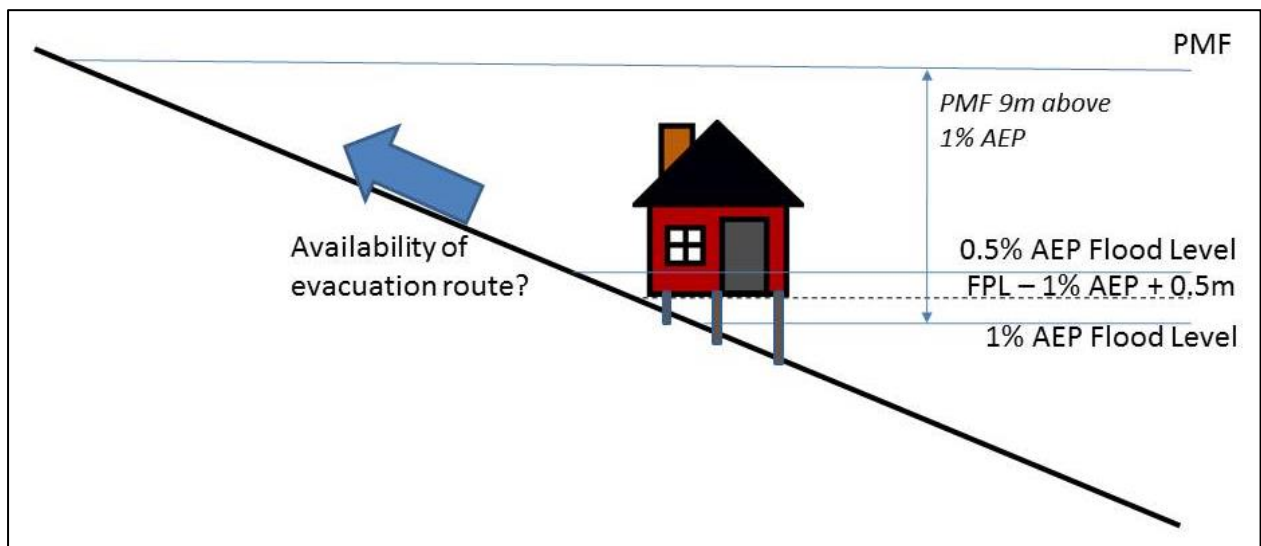 PMF
PMF 9m above
1% AEP
Availability of
evacuation route?
0.5% AEP Flood Level
FPL – 1% AEP + 0.5m
1% AEP Flood Level